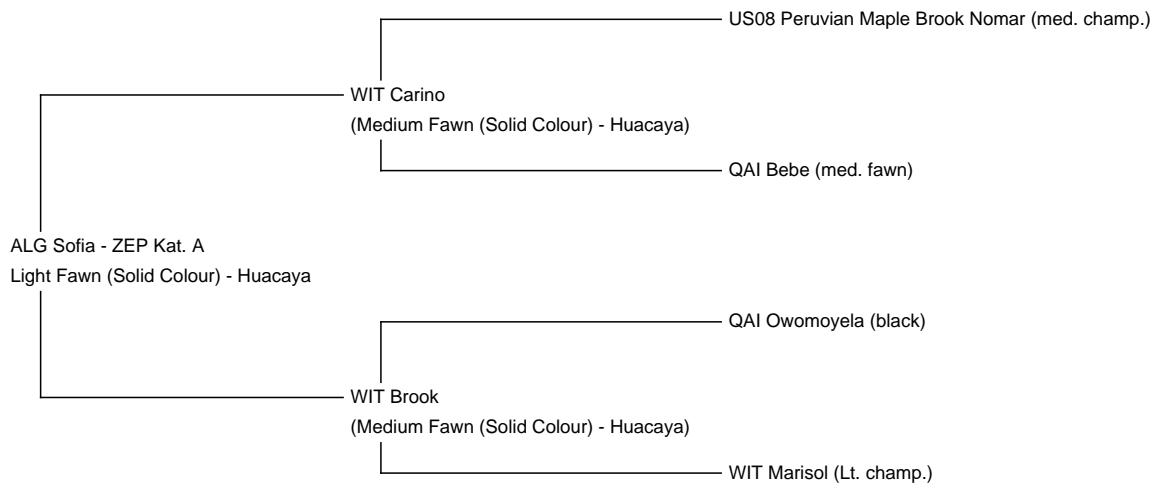 US08 Peruvian Maple Brook Nomar (med. champ.)
WIT Carino
(Medium Fawn (Solid Colour) - Huacaya)
QAI Bebe (med. fawn)
ALG Sofia - ZEP Kat. A
Light Fawn (Solid Colour) - Huacaya
QAI Owomoyela (black)
WIT Brook
(Medium Fawn (Solid Colour) - Huacaya)
WIT Marisol (Lt. champ.)